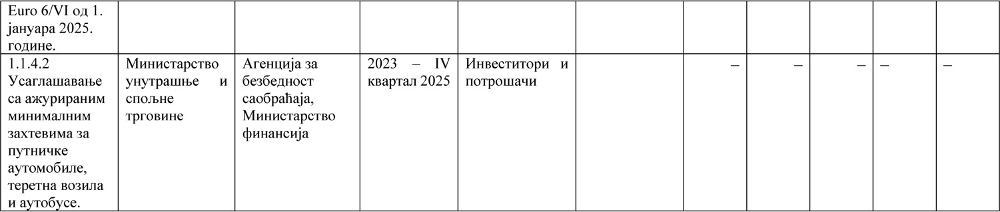 Euro 6/VI од 1.
јануара 2025.
године.
1.1.4.2
Усаглашавање
са ажурираним
минималним
захтевима за
путничке
аутомобиле,
теретна возила
и аутобусе.
Министарство
унутрашње и
спољне
трговине
Агенција за
безбедност
саобраћаја,
Министарство
финансија
2023 – IV
квартал 2025
Инвеститори и
потрошачи
–
–
–
–
–